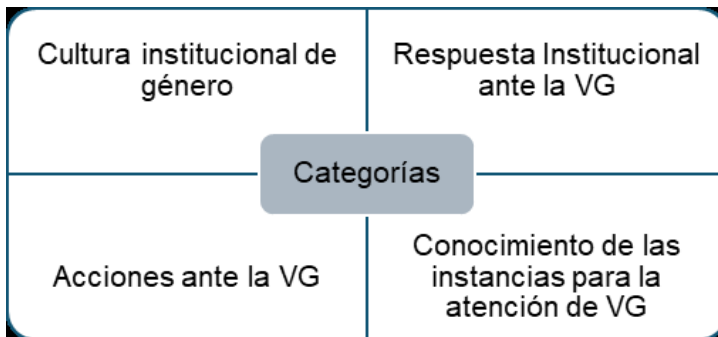 Cultura institucional de
género
Respuesta Institucional
ante la VG
Categorías
Acciones ante la VG
Conocimiento de las
instancias para la
atención de VG